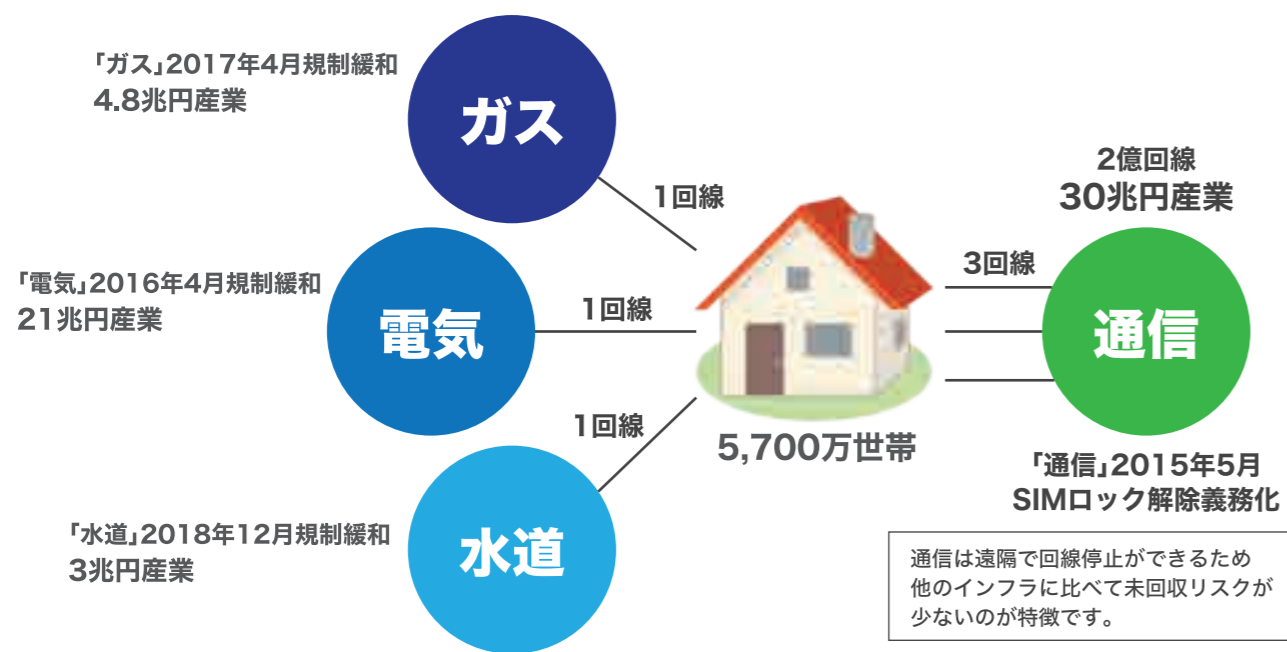 「ガス」2017年4月規制緩和
4.8兆円産業
ガス
1回線
「電気」2016年4月規制緩和
21兆円産業
電気
1回線
「水道」2018年12月規制緩和
3兆円産業
水道
1回線
5,700万世帯
2億回線
30兆円産業
3回線
通信
「通信」2015年5月
SIMロック解除義務化
通信は遠隔で回線停止ができるため
他のインフラに比べて未回収リスクが
少ないのが特徴です。